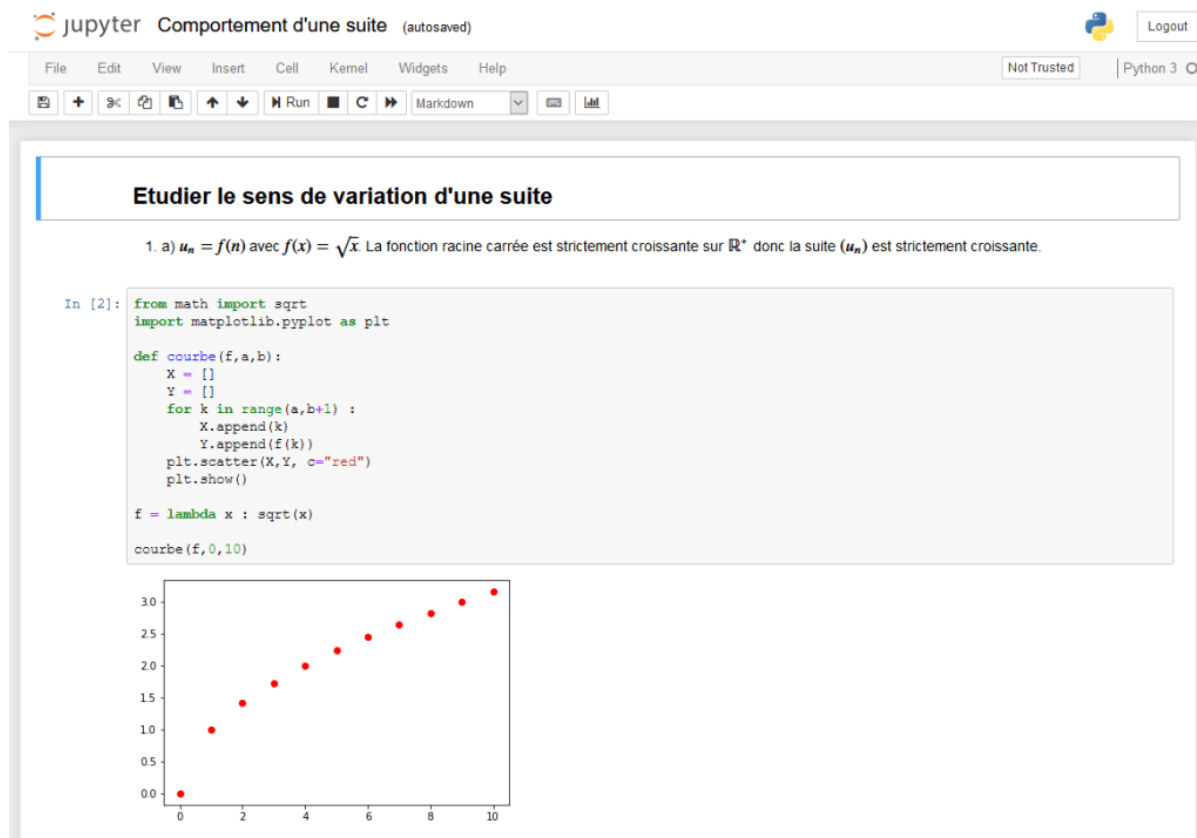 jupyter Comportement d'une suite (autosaved)
Logout
File Edit View Insert Cell Kernel Widgets Help
Not Trusted
Python 3
Run
Markdown
Etudier le sens de variation d'une suite
1. a) uₙ = f(n) avec f(x) = √x. La fonction racine carrée est strictement croissante sur ℝ⁺ donc la suite (uₙ) est strictement croissante.
In [2]:
from math import sqrt
import matplotlib.pyplot as plt
def courbe(f,a,b):
X = []
Y = []
for k in range(a,b+1) :
X.append(k)
Y.append(f(k))
plt.scatter(X,Y, c="red")
plt.show()
f = lambda x : sqrt(x)
courbe(f,0,10)
3.0
2.5
2.0
1.5
1.0
0.5
0.0
0 2 4 6 8 10